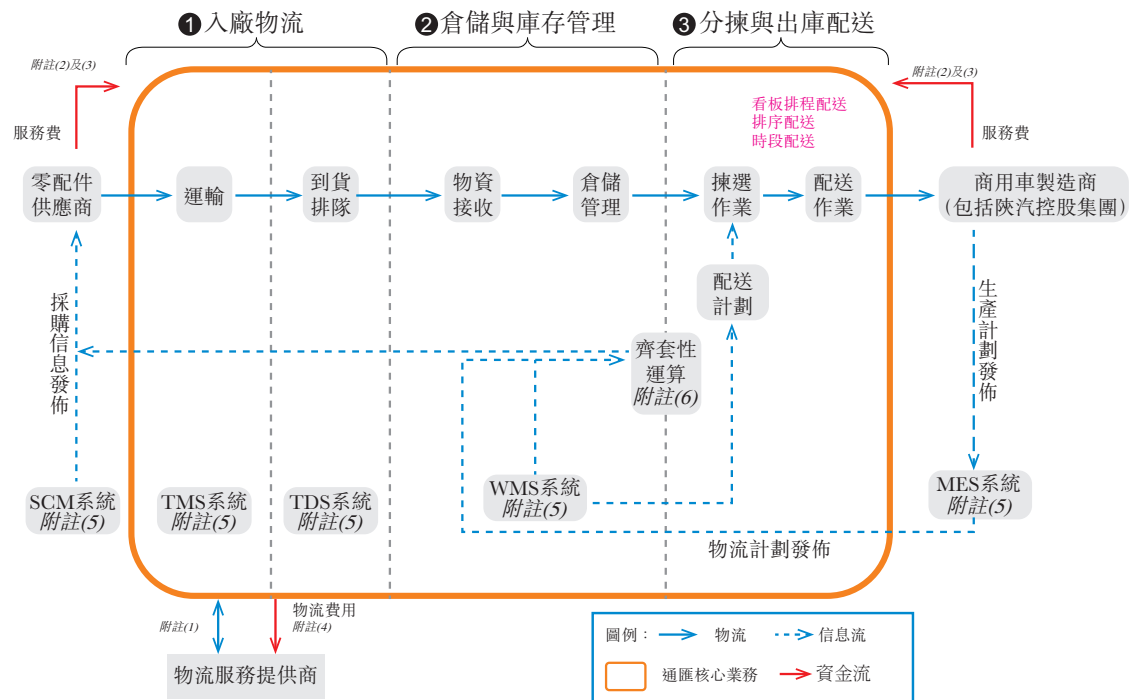 ❶入廠物流
❷倉儲與庫存管理
❸分揀與出庫配送
附註(2)及(3)
附註(2)及(3)
服務費
服務費
看板排程配送
排序配送
時段配送
零配件
供應商
運輸
到貨
排隊
物資
接收
倉儲
管理
揀選
作業
配送
作業
商用車製造商
（包括陝汽控股集團）
配送
計劃
採購信息發佈
生產計劃發佈
齊套性
運算
附註(6)
SCM系統
附註(5)
TMS系統
附註(5)
TDS系統
附註(5)
WMS系統
附註(5)
MES系統
附註(5)
物流計劃發佈
附註(1)
物流費用
附註(4)
物流服務提供商
圖例：
物流
信息流
通匯核心業務
資金流